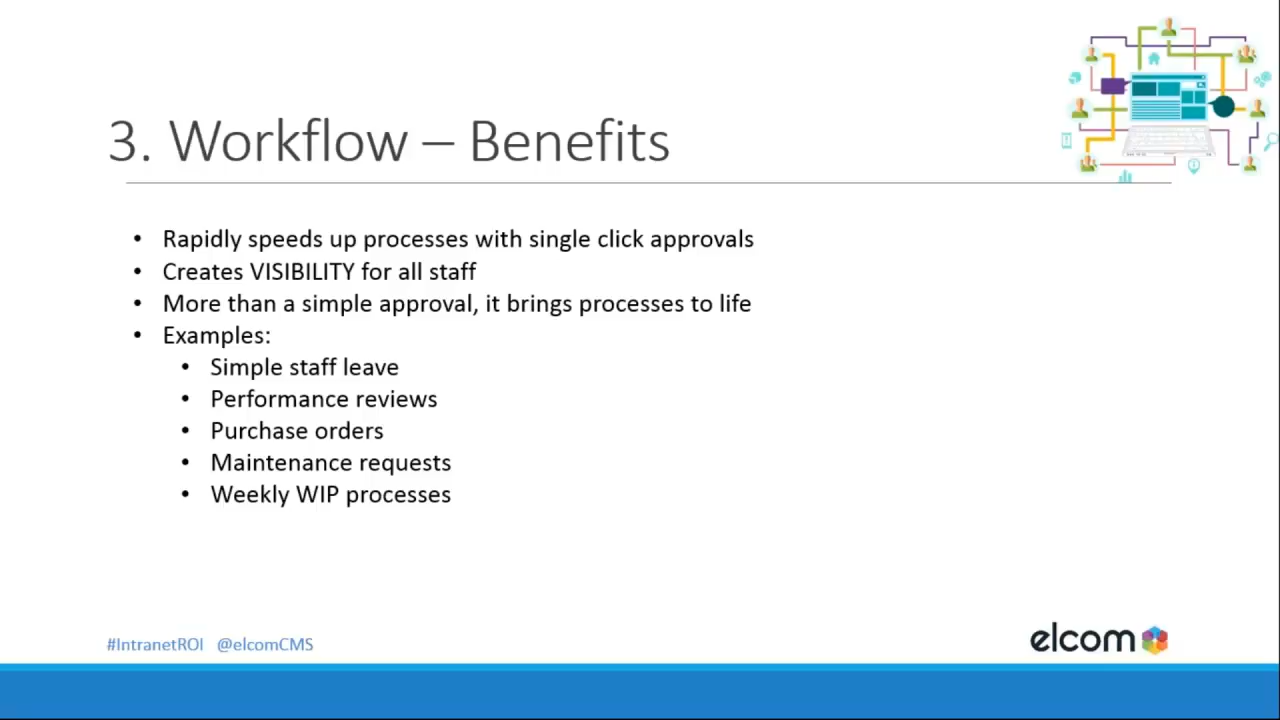 3. Workflow – Benefits
• Rapidly speeds up processes with single click approvals
• Creates VISIBILITY for all staff
• More than a simple approval, it brings processes to life
• Examples:
• Simple staff leave
• Performance reviews
• Purchase orders
• Maintenance requests
• Weekly WIP processes
#IntranetROI @elcomCMS
elcom